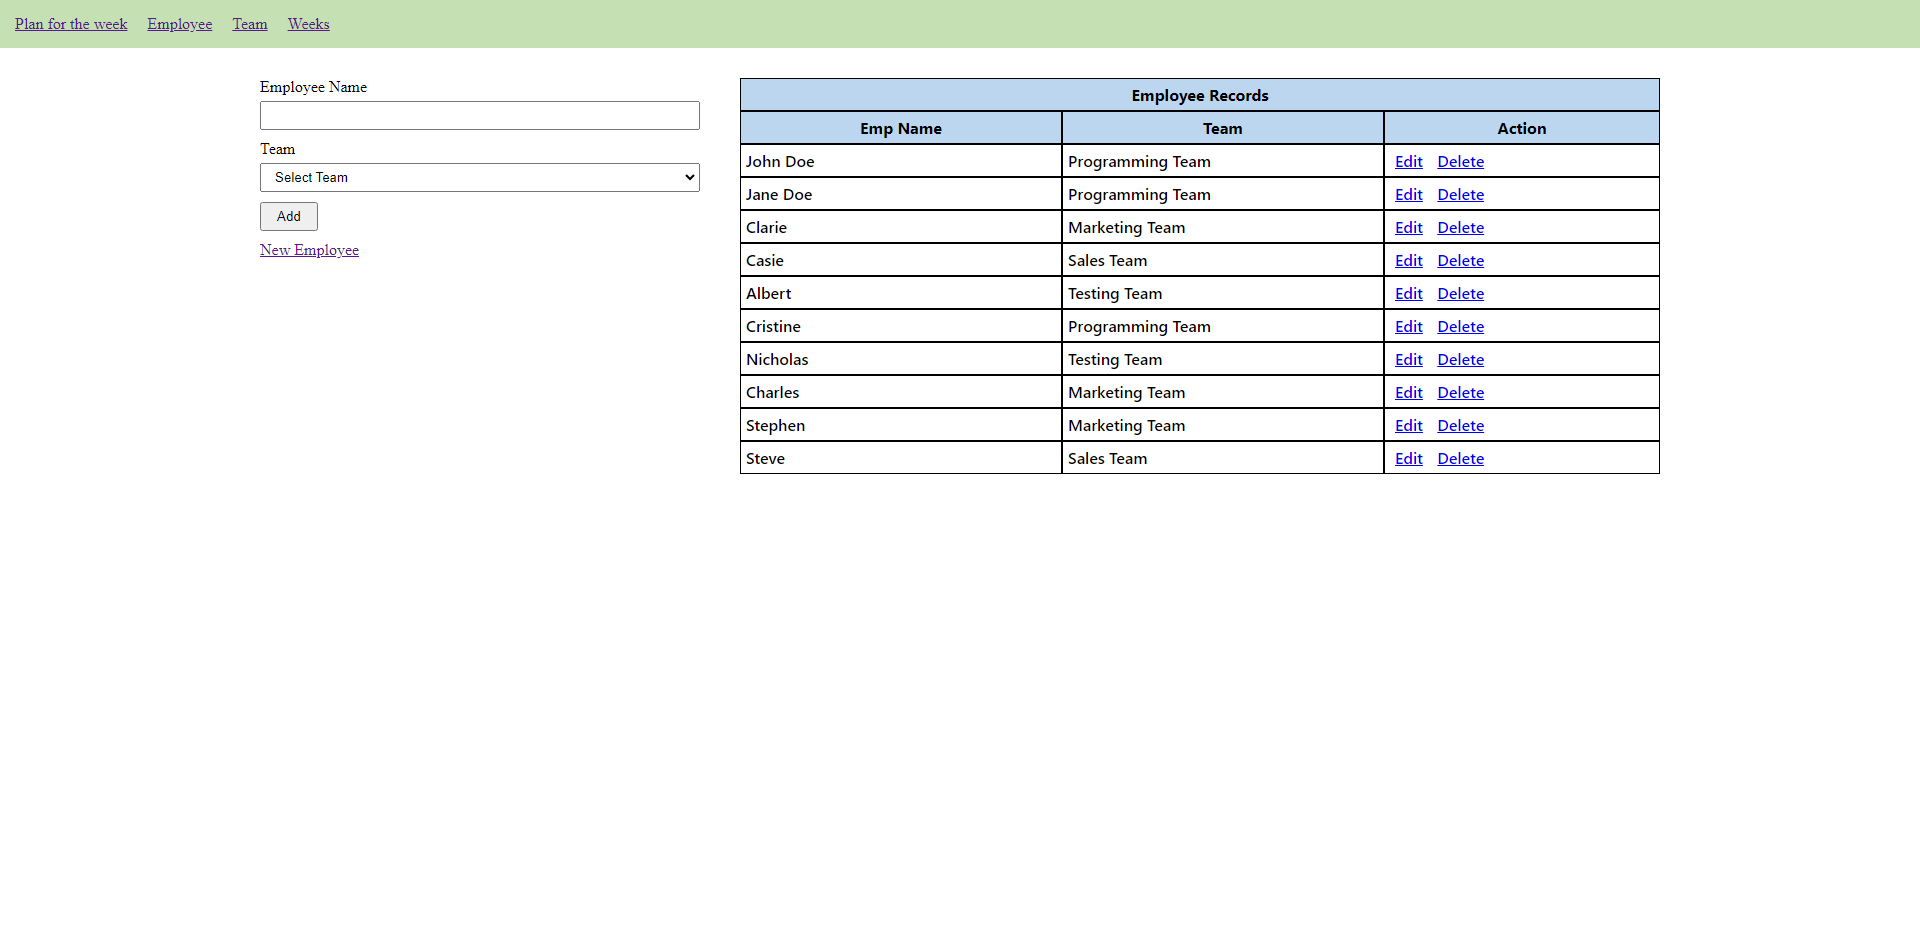 Plan for the week Employee Team Weeks
Employee Name
Team
Select Team
Add
New Employee
Employee Records
Emp Name Team Action
John Doe Programming Team Edit Delete
Jane Doe Programming Team Edit Delete
Clarie Marketing Team Edit Delete
Casie Sales Team Edit Delete
Albert Testing Team Edit Delete
Cristine Programming Team Edit Delete
Nicholas Testing Team Edit Delete
Charles Marketing Team Edit Delete
Stephen Marketing Team Edit Delete
Steve Sales Team Edit Delete